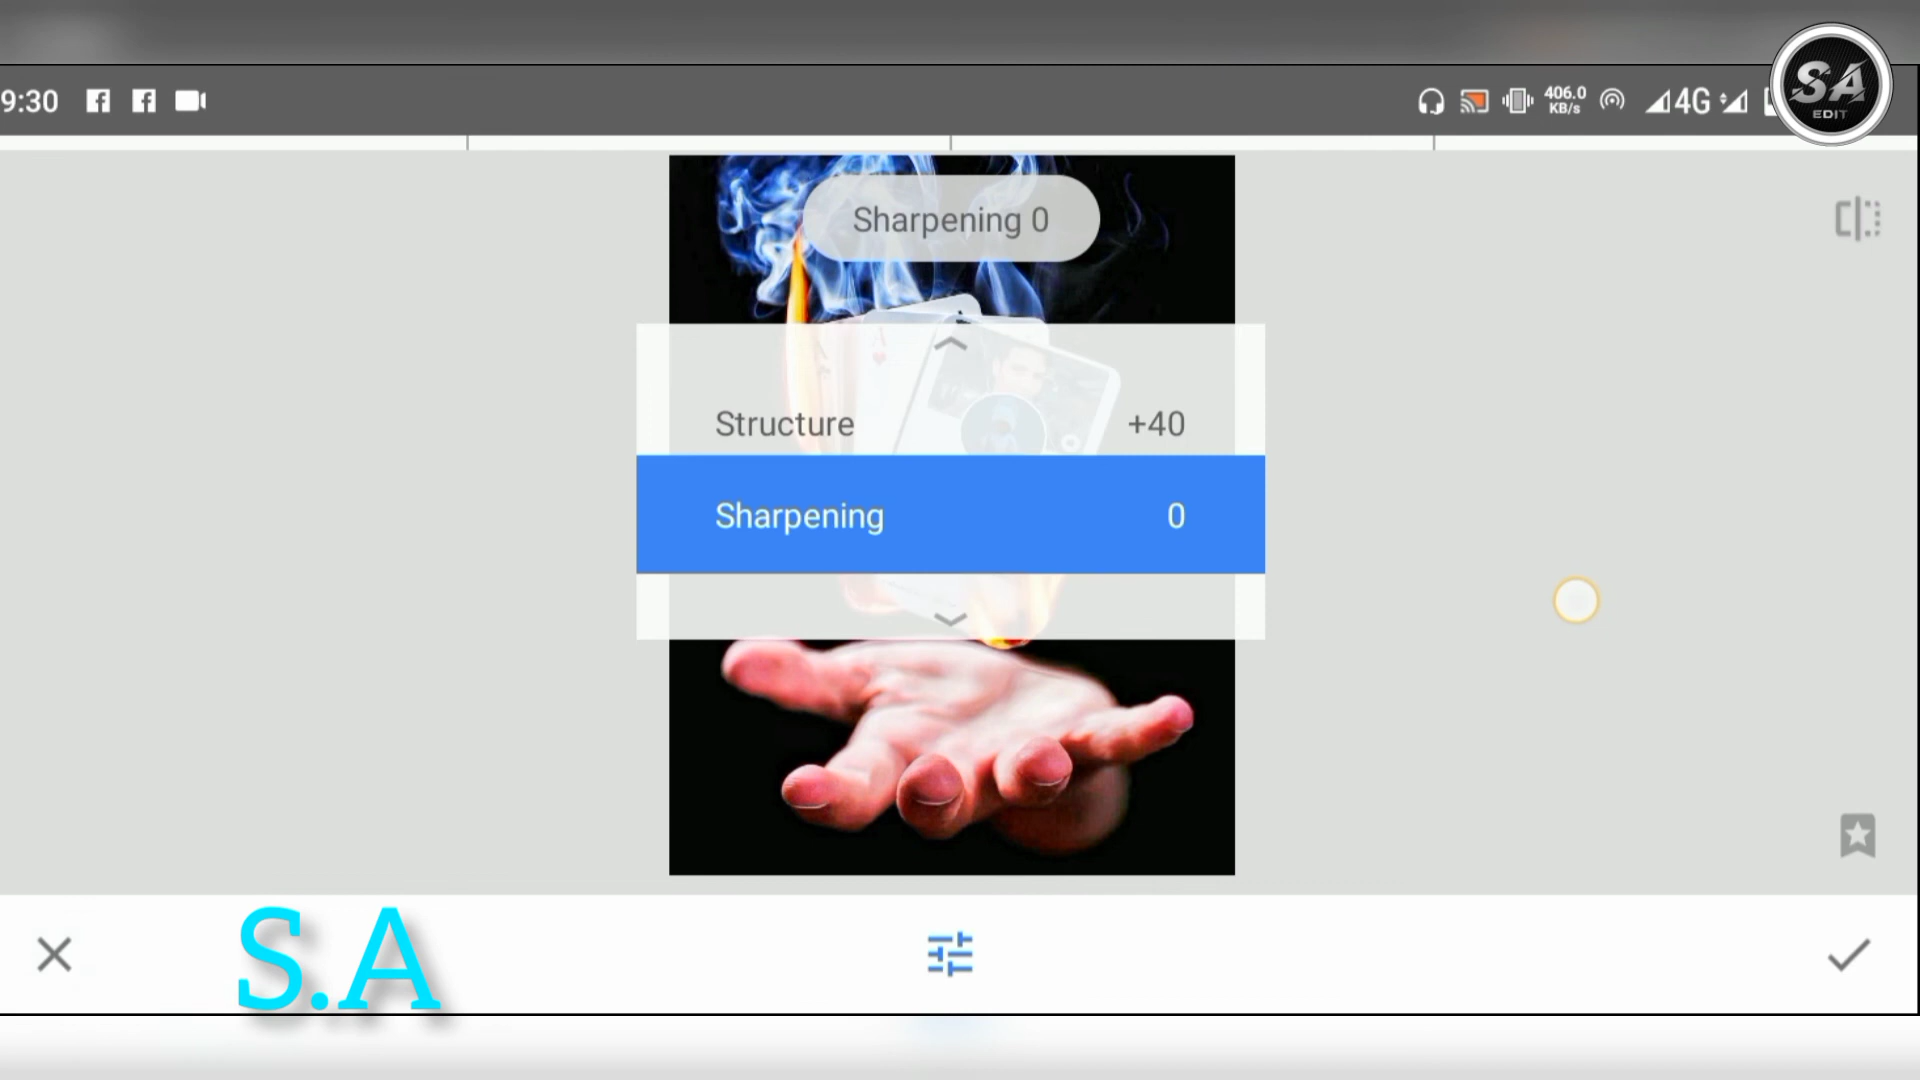 9:30
406.0
KB/s
4G
SA
EDIT
Sharpening 0
A
Structure +40
Sharpening 0
S.A